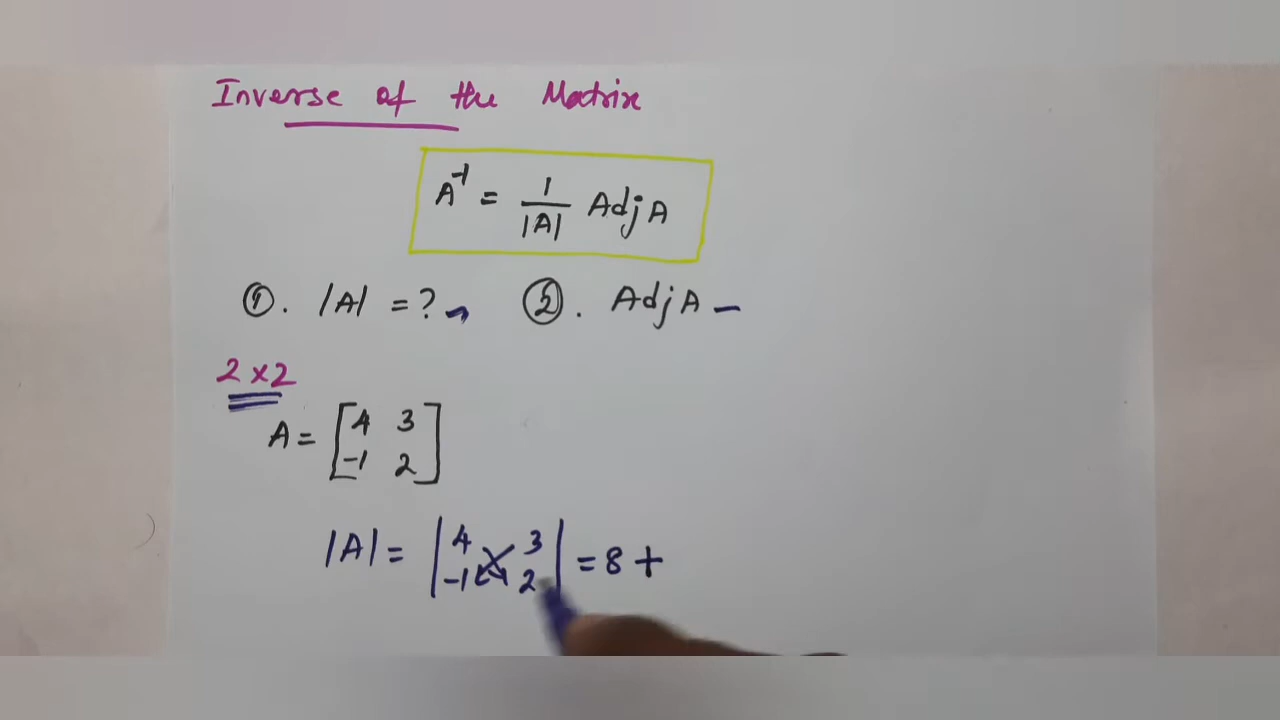 Inverse of the Matrix
A⁻¹ = 1/|A| Adj A
①. |A| = ? ②. Adj A –
2×2
A = [4 3
-1 2]
|A| = |4 3
-1 2| = 8 +